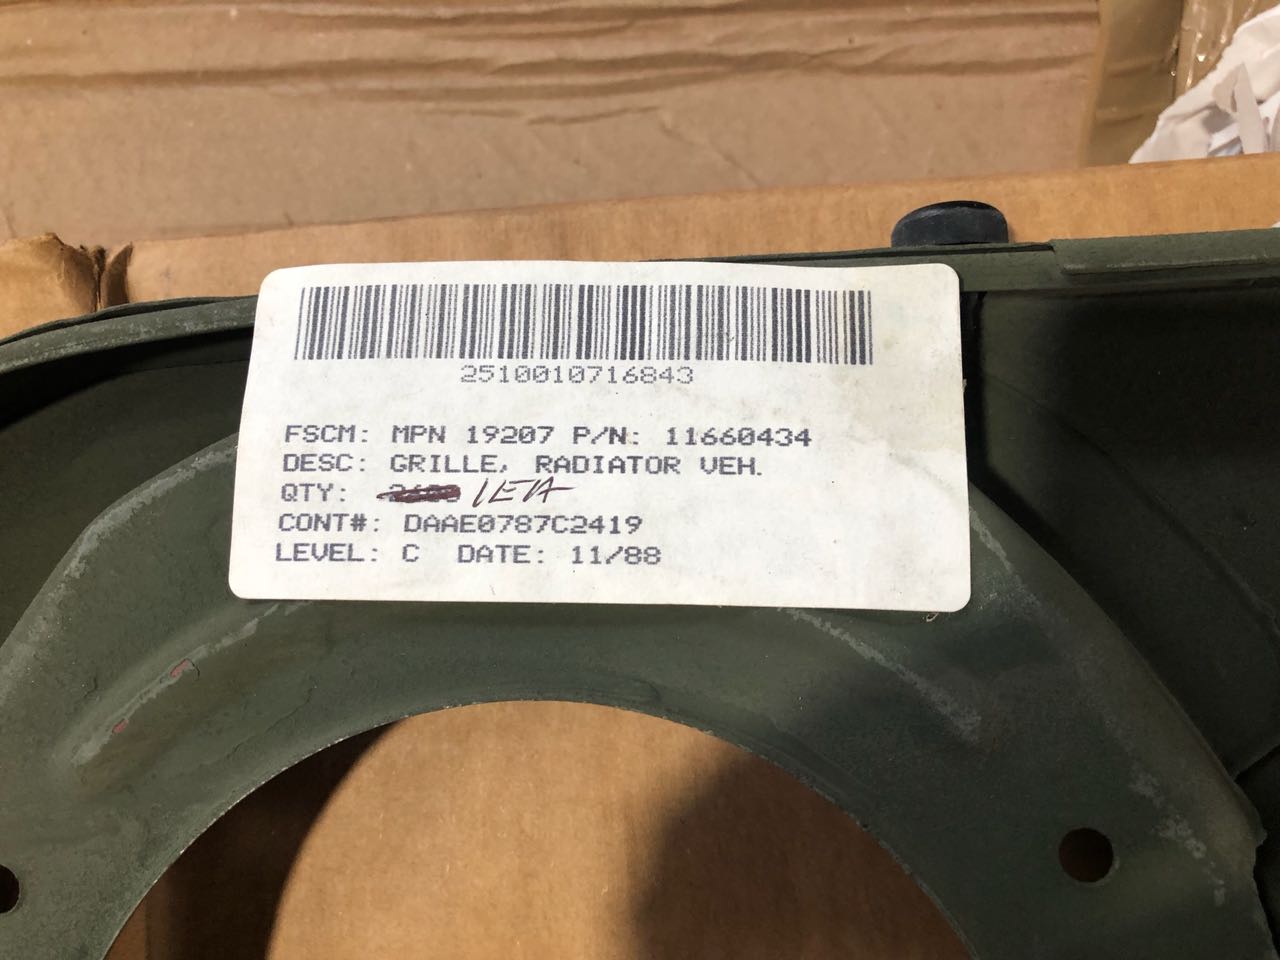 2510010716843
FSCM: MPN 19207 P/N: 11660434
DESC: GRILLE, RADIATOR VEH.
QTY: 1EA
CONT#: DAAE0787C2419
LEVEL: C DATE: 11/88